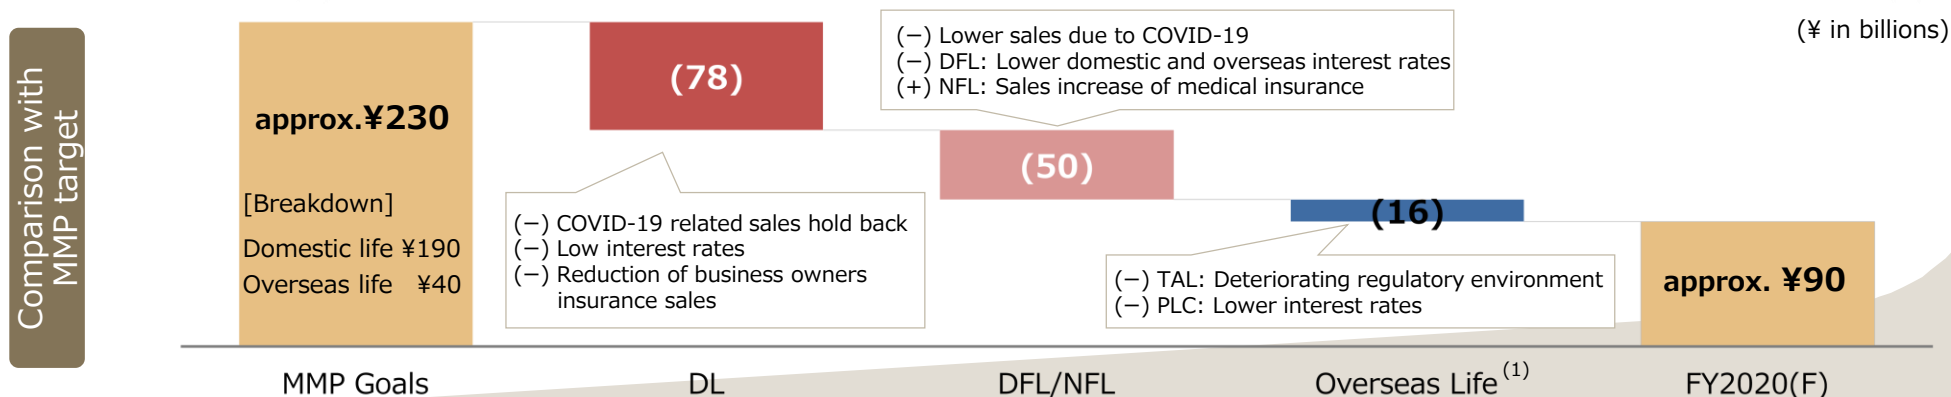 Comparison with
MMP target
(¥ in billions)
approx.¥230
[Breakdown]
Domestic life ¥190
Overseas life ¥40
(78)
(−) COVID-19 related sales hold back
(−) Low interest rates
(−) Reduction of business owners
insurance sales
(−) Lower sales due to COVID-19
(−) DFL: Lower domestic and overseas interest rates
(+) NFL: Sales increase of medical insurance
(50)
(16)
(−) TAL: Deteriorating regulatory environment
(−) PLC: Lower interest rates
approx. ¥90
MMP Goals
DL
DFL/NFL
Overseas Life (1)
FY2020(F)